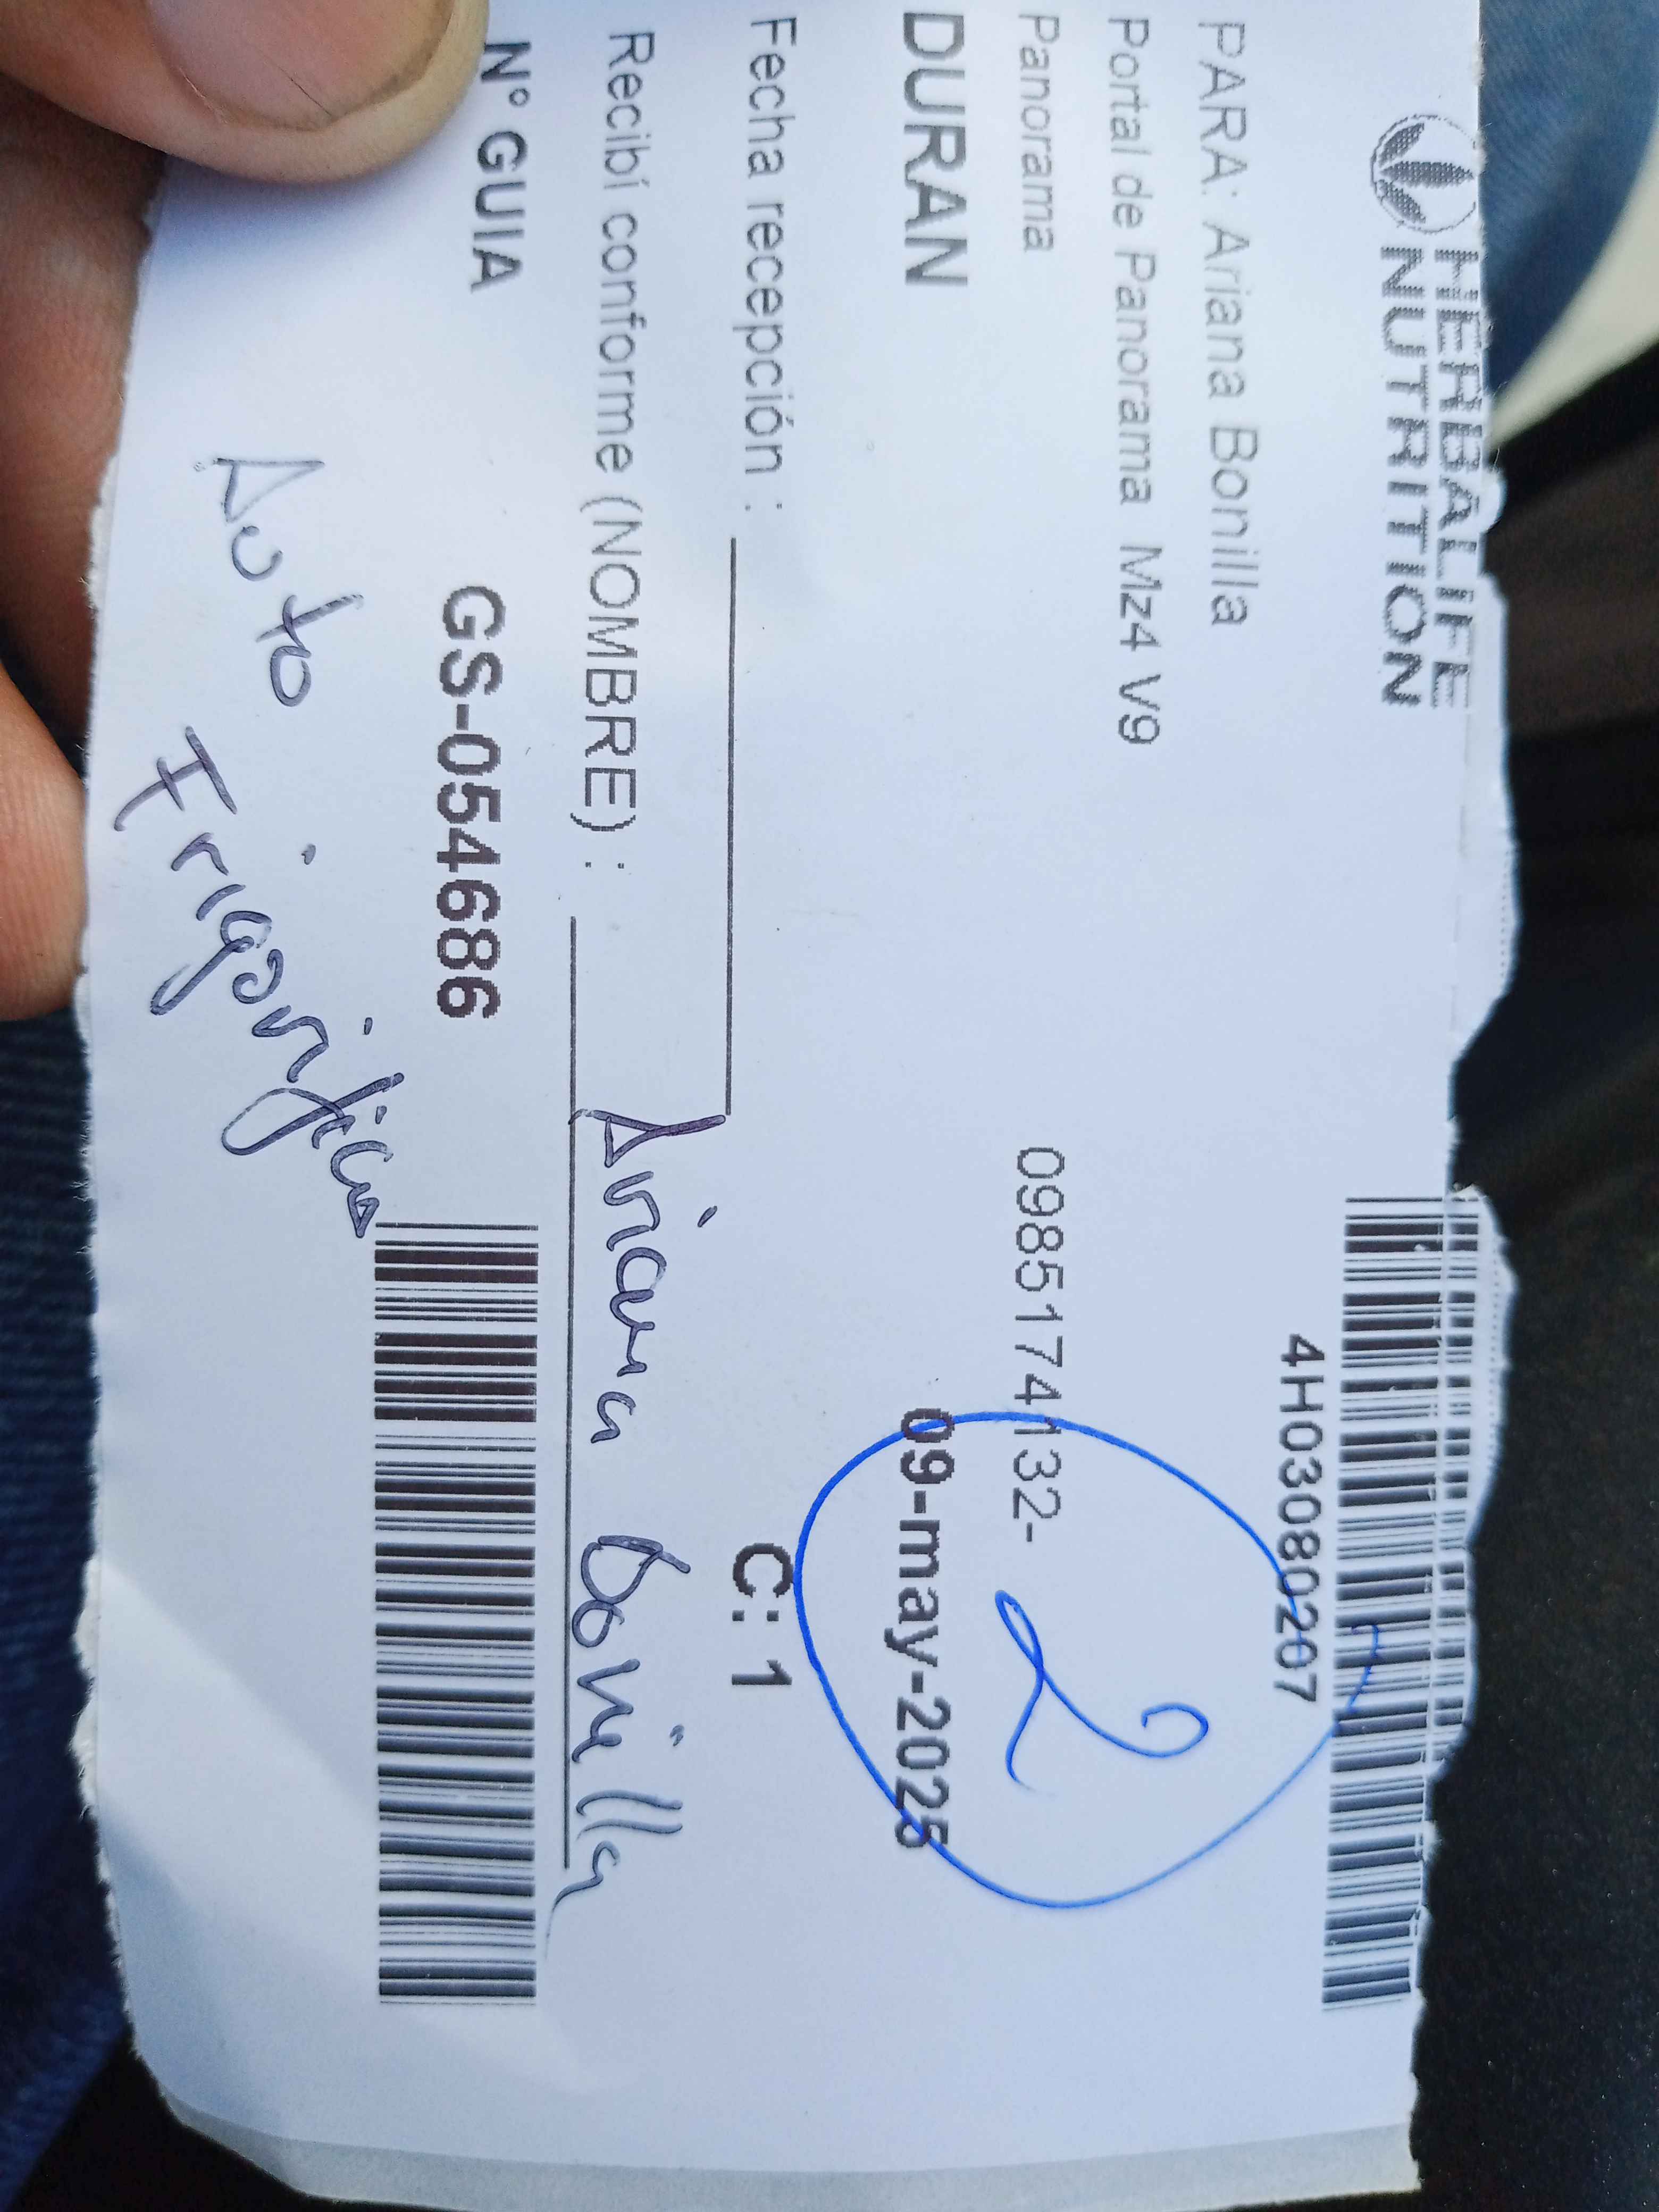 HERBALIFE
NUTRITION
4H03080207
PARA: Ariana Bonilla
Portal de Panorama Mz4 V9
Panorama
0985174132-
2
DURAN
09-may-2025
Fecha recepción :
C: 1
Recibí conforme (NOMBRE) : Ariana bonilla
N° GUIA
GS-054686
Auto Frigorífico